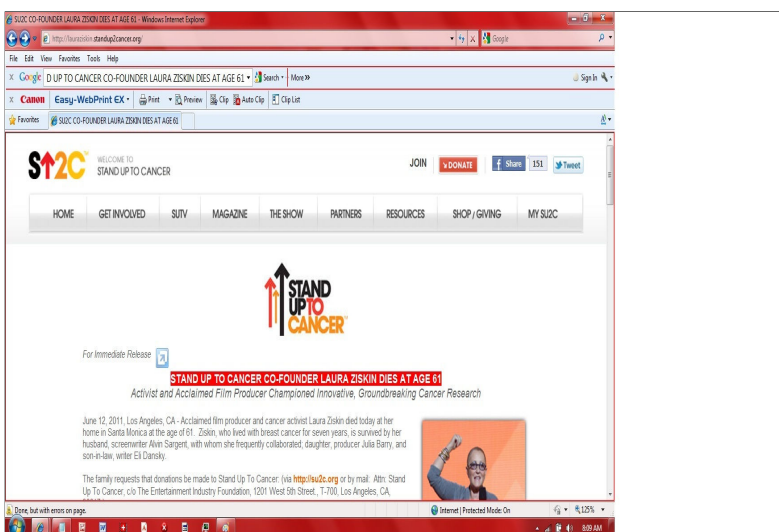 SU2C CO-FOUNDER LAURA ZISKIN DIES AT AGE 61 - Windows Internet Explorer
http://lauraziskin.standup2cancer.org/
Google
File Edit View Favorites Tools Help
x Google D UP TO CANCER CO-FOUNDER LAURA ZISKIN DIES AT AGE 61 Search More » Sign In
x Canon Easy-WebPrint EX Print Preview Clip Auto Clip Clip List
Favorites SU2C CO-FOUNDER LAURA ZISKIN DIES AT AGE 61
SU2C WELCOME TO STAND UP TO CANCER JOIN DONATE Share 151 Tweet
HOME GET INVOLVED SUTV MAGAZINE THE SHOW PARTNERS RESOURCES SHOP / GIVING MY SU2C
STAND
UPTO
CANCER
For Immediate Release
STAND UP TO CANCER CO-FOUNDER LAURA ZISKIN DIES AT AGE 61
Activist and Acclaimed Film Producer Championed Innovative, Groundbreaking Cancer Research
June 12, 2011, Los Angeles, CA - Acclaimed film producer and cancer activist Laura Ziskin died today at her
home in Santa Monica at the age of 61. Ziskin, who lived with breast cancer for seven years, is survived by her
husband, screenwriter Alvin Sargent, with whom she frequently collaborated; daughter, producer Julia Barry, and
son-in-law, writer Eli Dansky.
The family requests that donations be made to Stand Up To Cancer: (via http://su2c.org or by mail: Attn: Stand
Up To Cancer, c/o The Entertainment Industry Foundation, 1201 West 5th Street., T-700, Los Angeles, CA,
Done, but with errors on page. Internet | Protected Mode: On 125%
8:09 AM